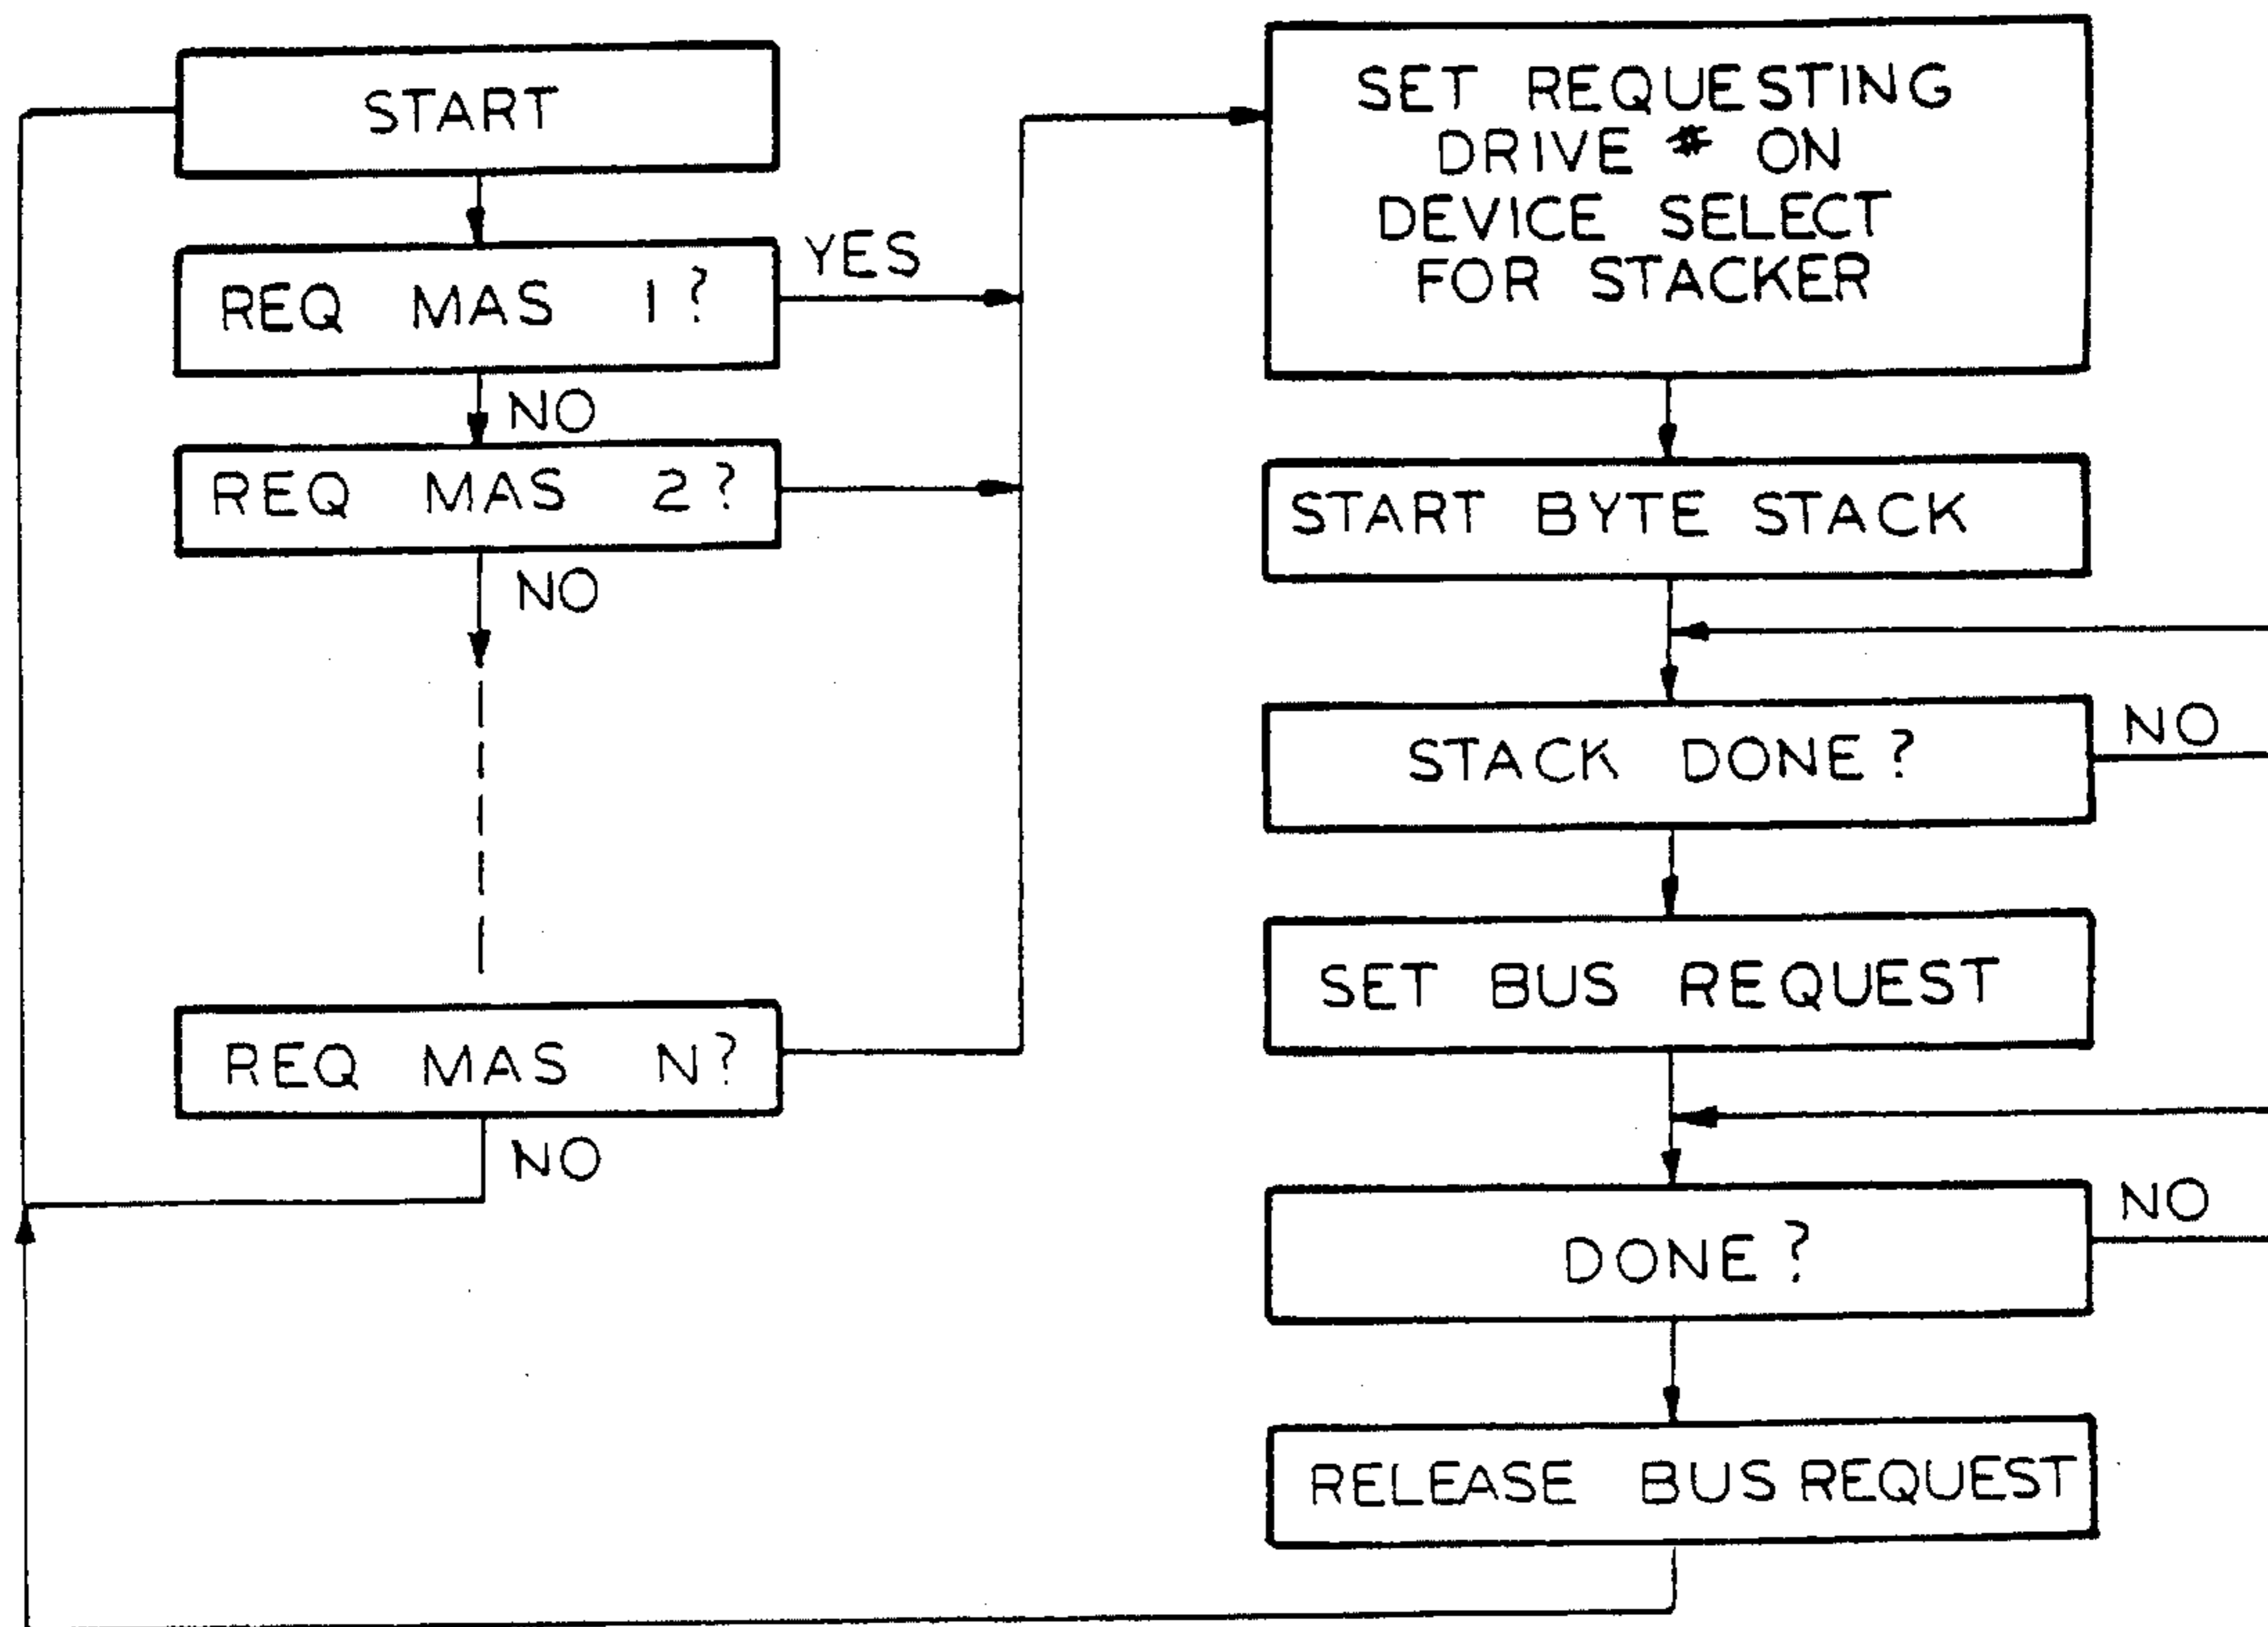 START
REQ MAS 1?
YES
NO
REQ MAS 2?
NO
REQ MAS N?
NO
SET REQUESTING
DRIVE # ON
DEVICE SELECT
FOR STACKER
START BYTE STACK
STACK DONE?
NO
SET BUS REQUEST
DONE?
NO
RELEASE BUS REQUEST